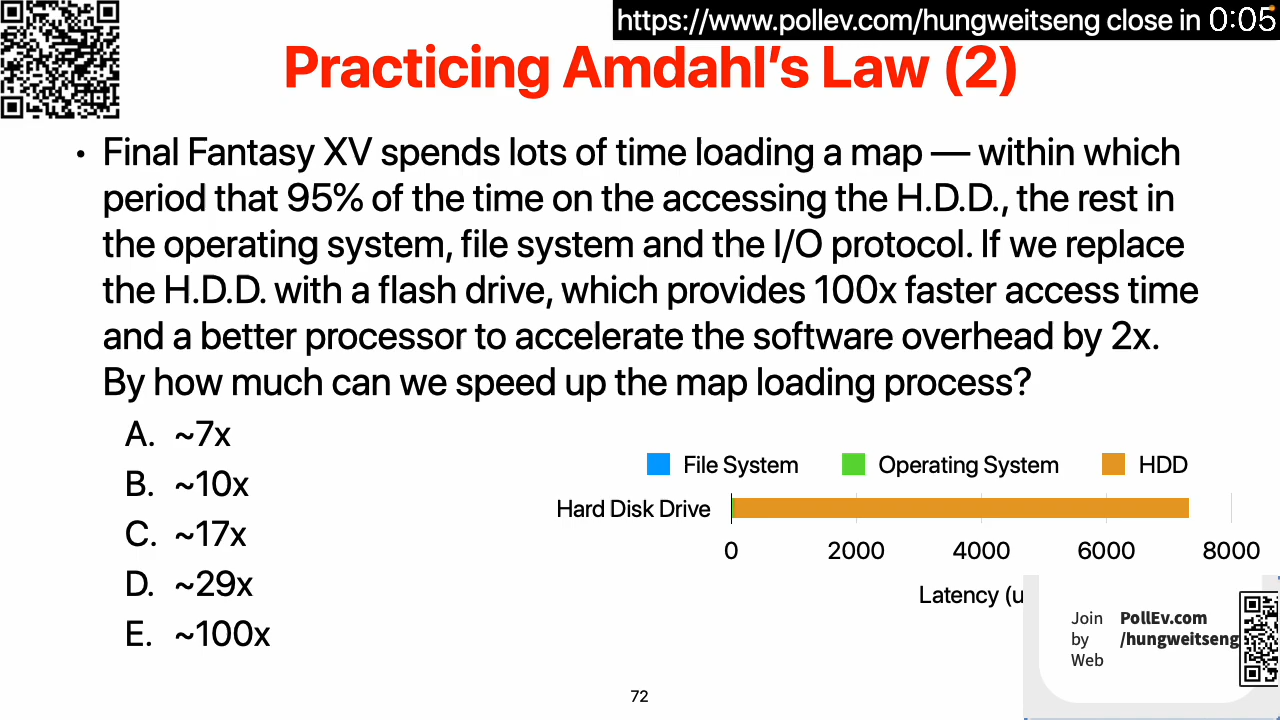 https://www.pollev.com/hungweitseng close in 0:05
Practicing Amdahl's Law (2)
• Final Fantasy XV spends lots of time loading a map — within which
period that 95% of the time on the accessing the H.D.D., the rest in
the operating system, file system and the I/O protocol. If we replace
the H.D.D. with a flash drive, which provides 100x faster access time
and a better processor to accelerate the software overhead by 2x.
By how much can we speed up the map loading process?
A. ~7x
B. ~10x
C. ~17x
D. ~29x
E. ~100x
File System Operating System HDD
Hard Disk Drive
0 2000 4000 6000 8000
Latency (u
Join by Web
PollEv.com
/hungweitseng
72